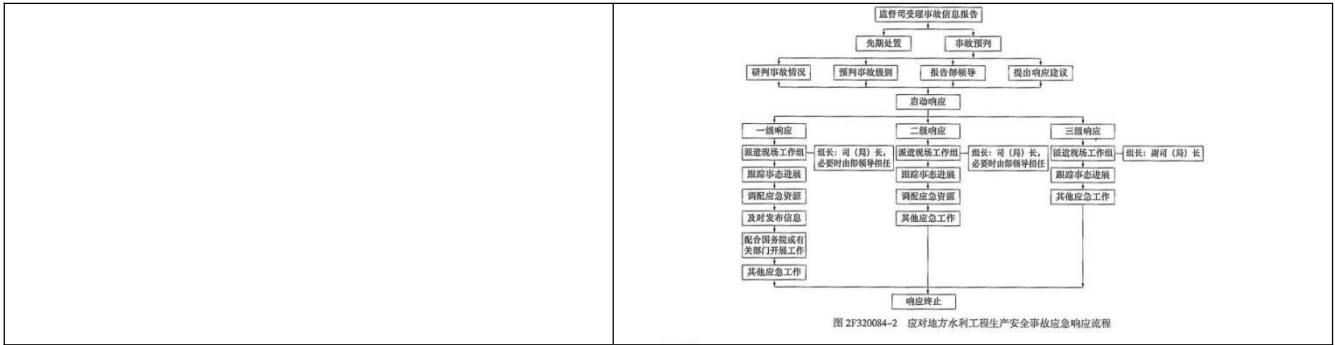 监督司受理事故信息报告
先期处置
事故预判
研判事故情况
预判事故级别
报告部领导
提出响应建议
启动响应
一级响应
二级响应
三级响应
派遣现场工作组
组长：司（局）长，
必要时由部领导担任
派遣现场工作组
组长：司（局）长，
必要时由部领导担任
派遣现场工作组
组长：副司（局）长
跟踪事态进展
跟踪事态进展
跟踪事态进展
调配应急资源
调配应急资源
其他应急工作
及时发布信息
其他应急工作
配合国务院或有
关部门开展工作
其他应急工作
响应终止
图 2F320084-2 应对地方水利工程生产安全事故应急响应流程